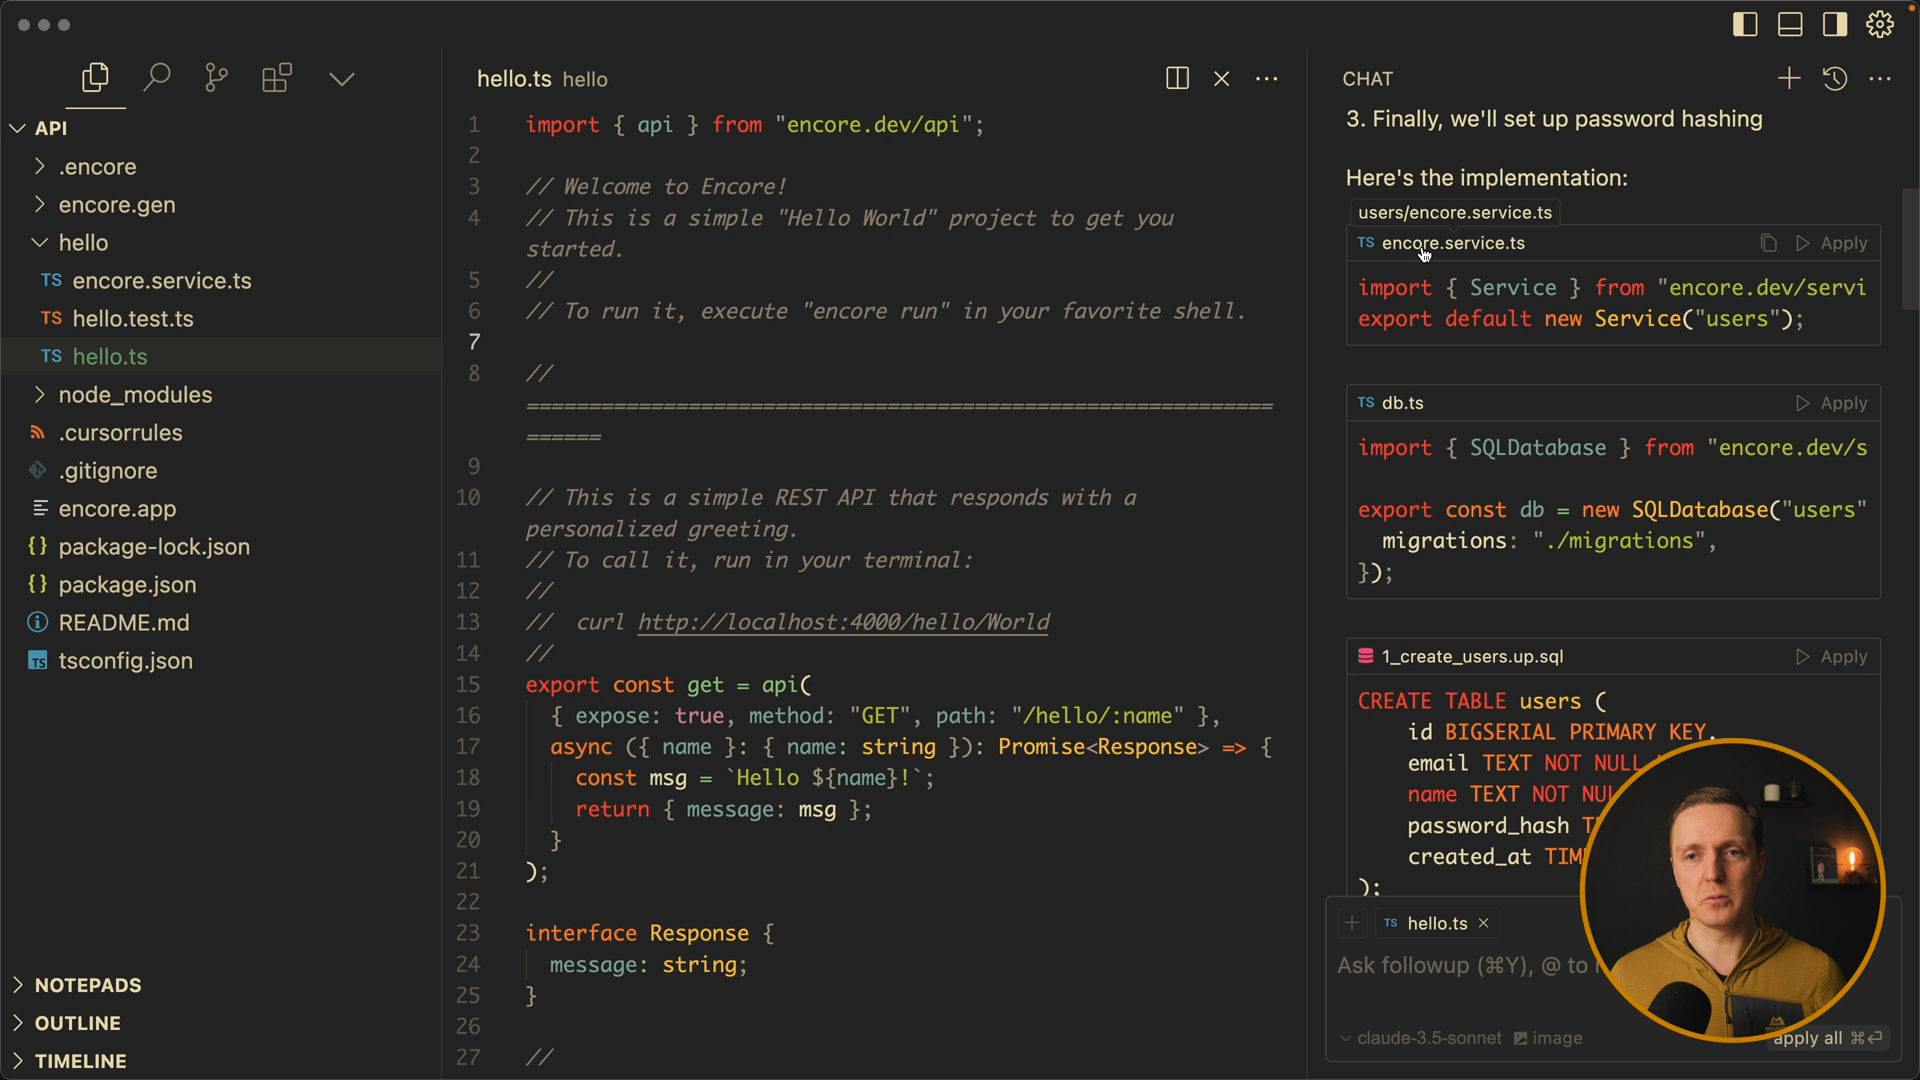 API
.encore
encore.gen
hello
TS encore.service.ts
TS hello.test.ts
TS hello.ts
node_modules
.cursorrules
.gitignore
encore.app
{} package-lock.json
{} package.json
README.md
TS tsconfig.json
NOTEPADS
OUTLINE
TIMELINE
hello.ts hello
1 import { api } from "encore.dev/api";
2
3 // Welcome to Encore!
4 // This is a simple "Hello World" project to get you
started.
5 //
6 // To run it, execute "encore run" in your favorite shell.
7
8 //
============================================================
======
9
10 // This is a simple REST API that responds with a
personalized greeting.
11 // To call it, run in your terminal:
12 //
13 // curl http://localhost:4000/hello/World
14 //
15 export const get = api(
16 { expose: true, method: "GET", path: "/hello/:name" },
17 async ({ name }: { name: string }): Promise<Response> => {
18 const msg = `Hello ${name}!`;
19 return { message: msg };
20 }
21 );
22
23 interface Response {
24 message: string;
25 }
26
27 //
CHAT
3. Finally, we'll set up password hashing
Here's the implementation:
users/encore.service.ts
TS encore.service.ts Apply
import { Service } from "encore.dev/servi
export default new Service("users");
TS db.ts Apply
import { SQLDatabase } from "encore.dev/s
export const db = new SQLDatabase("users"
migrations: "./migrations",
});
1_create_users.up.sql Apply
CREATE TABLE users (
id BIGSERIAL PRIMARY KEY,
email TEXT NOT NULL
name TEXT NOT NUL
password_hash T
created_at TIM
);
TS hello.ts
Ask followup (⌘Y), @ to
claude-3.5-sonnet image
apply all ⌘⏎